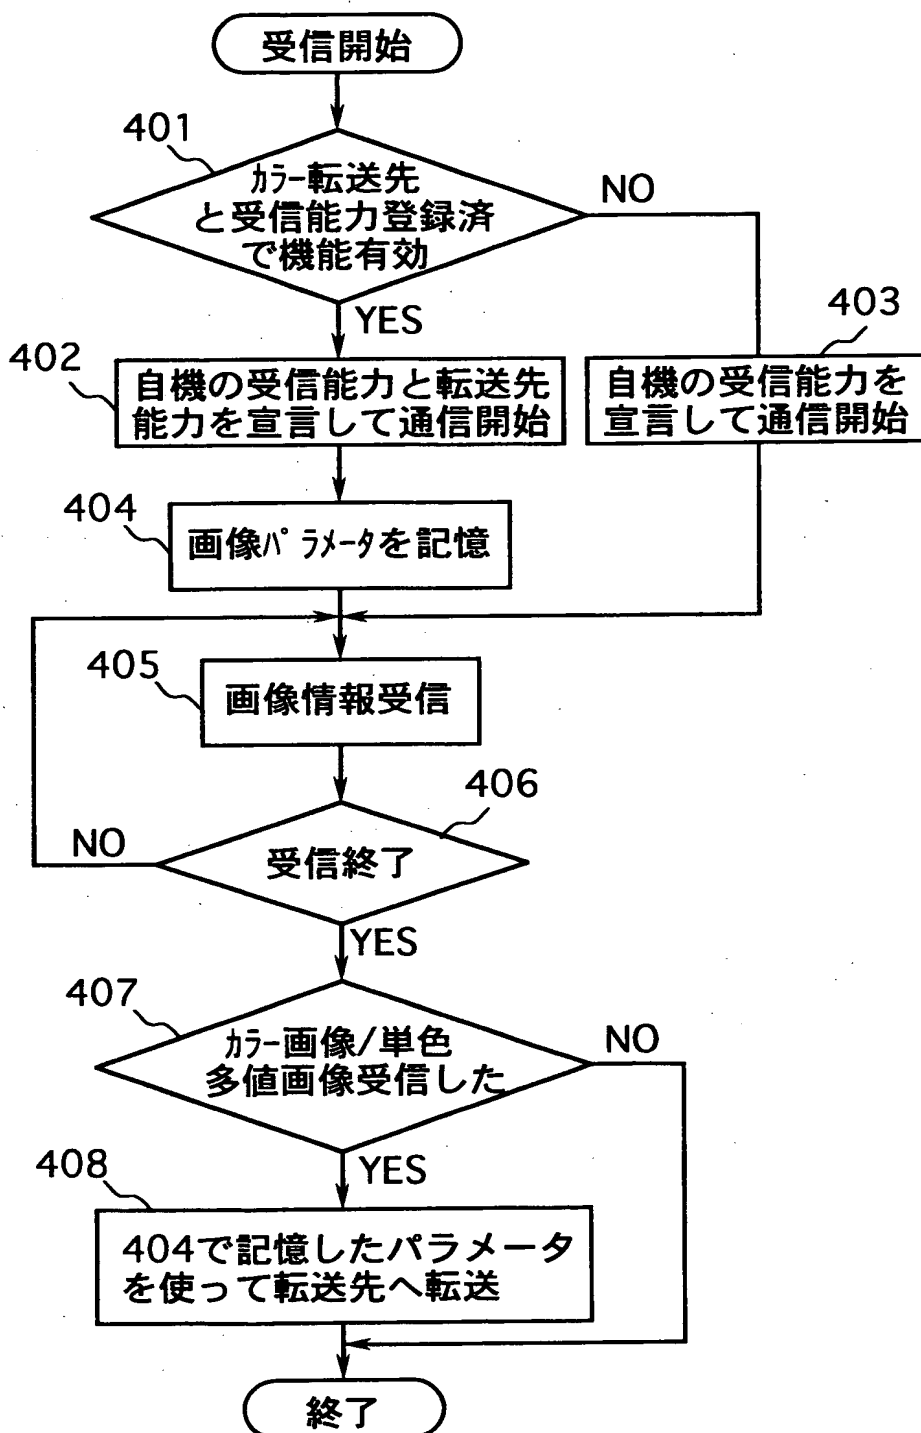 受信開始
401
カラー転送先
と受信能力登録済
で機能有効
NO
YES
402
自機の受信能力と転送先
能力を宣言して通信開始
403
自機の受信能力を
宣言して通信開始
404
画像パラメータを記憶
405
画像情報受信
406
受信終了
NO
YES
407
カラー画像/単色
多値画像受信した
NO
YES
408
404で記憶したパラメータ
を使って転送先へ転送
終了